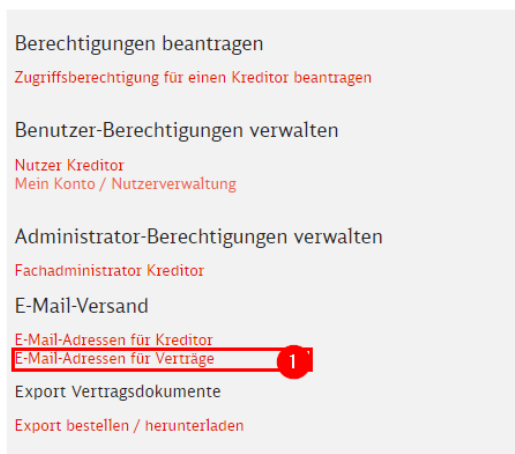 Berechtigungen beantragen
Zugriffsberechtigung für einen Kreditor beantragen
Benutzer-Berechtigungen verwalten
Nutzer Kreditor
Mein Konto / Nutzerverwaltung
Administrator-Berechtigungen verwalten
Fachadministrator Kreditor
E-Mail-Versand
E-Mail-Adressen für Kreditor
E-Mail-Adressen für Verträge 1
Export Vertragsdokumente
Export bestellen / herunterladen